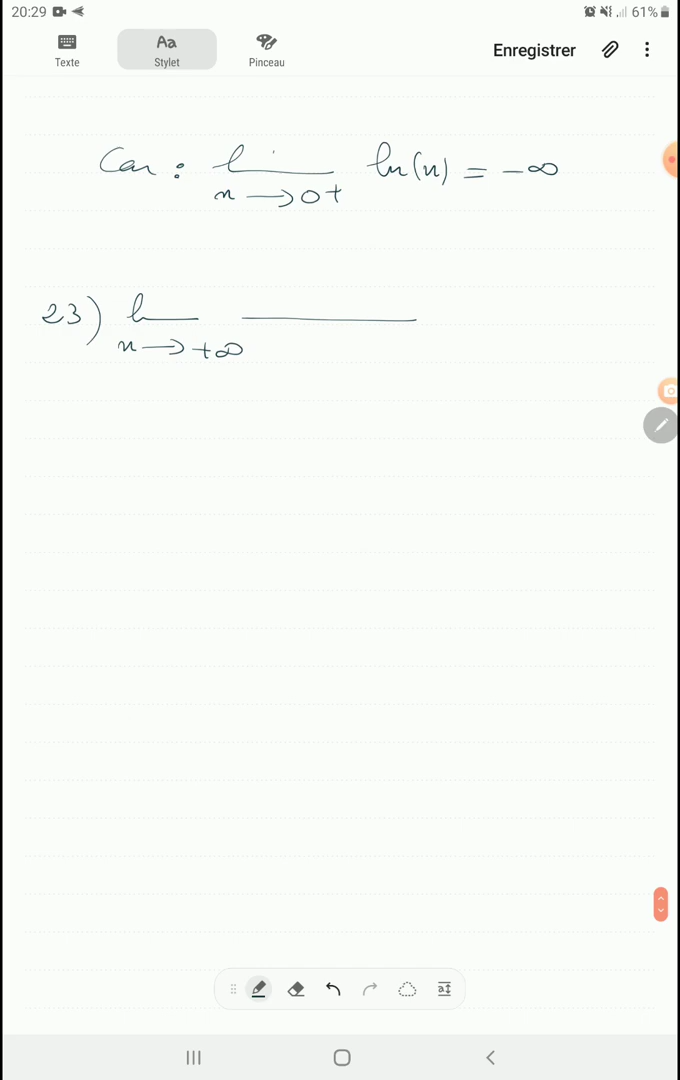 20:29 61%
Texte Aa Stylet Pinceau Enregistrer
Car : lim ln(x) = -∞
x → 0+
23) lim
x → +∞